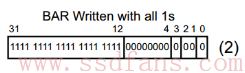 BAR Written with all 1s
31 12 4 3 2 1 0
1111 1111 1111 1111 1111 00000000 0 00 0 (2)
www.ssdfans.com